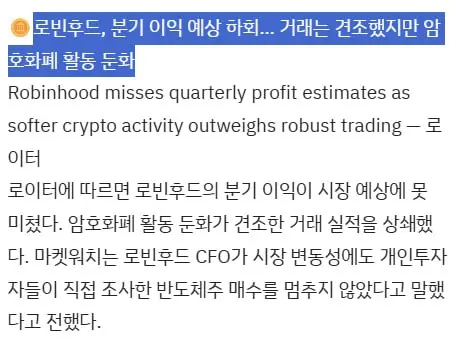 로빈후드, 분기 이익 예상 하회... 거래는 견조했지만 암
호화폐 활동 둔화
Robinhood misses quarterly profit estimates as
softer crypto activity outweighs robust trading — 로
이터
로이터에 따르면 로빈후드의 분기 이익이 시장 예상에 못
미쳤다. 암호화폐 활동 둔화가 견조한 거래 실적을 상쇄했
다. 마켓워치는 로빈후드 CFO가 시장 변동성에도 개인투자
자들이 직접 조사한 반도체주 매수를 멈추지 않았다고 말했
다고 전했다.